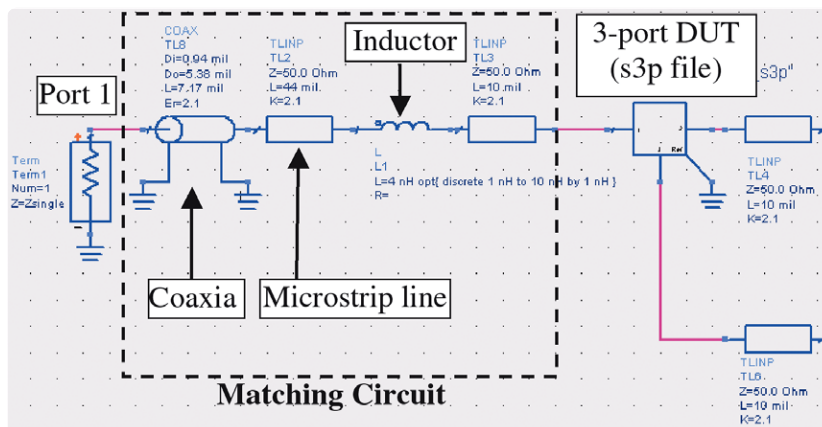 COAX
TL8
Di=0.94 mil
Do=5.38 mil
L=7.17 mil
Er=2.1
TLINP
TL2
Z=50.0 Ohm
L=44 mil
K=2.1
Inductor
TLINP
TL3
Z=50.0 Ohm
L=10 mil
K=2.1
3-port DUT
(s3p file)
_s3p"
Port 1
Term
Term1
Num=1
Z=Zsingle
+
-
L
L1
L=4 nH opt{ discrete 1 nH to 10 nH by 1 nH }
R=
1
2
3 Ref
TLINP
TL4
Z=50.0 Ohm
L=10 mil
K=2.1
Coaxia
Microstrip line
Matching Circuit
TLINP
TL6
Z=50.0 Ohm
L=10 mil
K=2.1